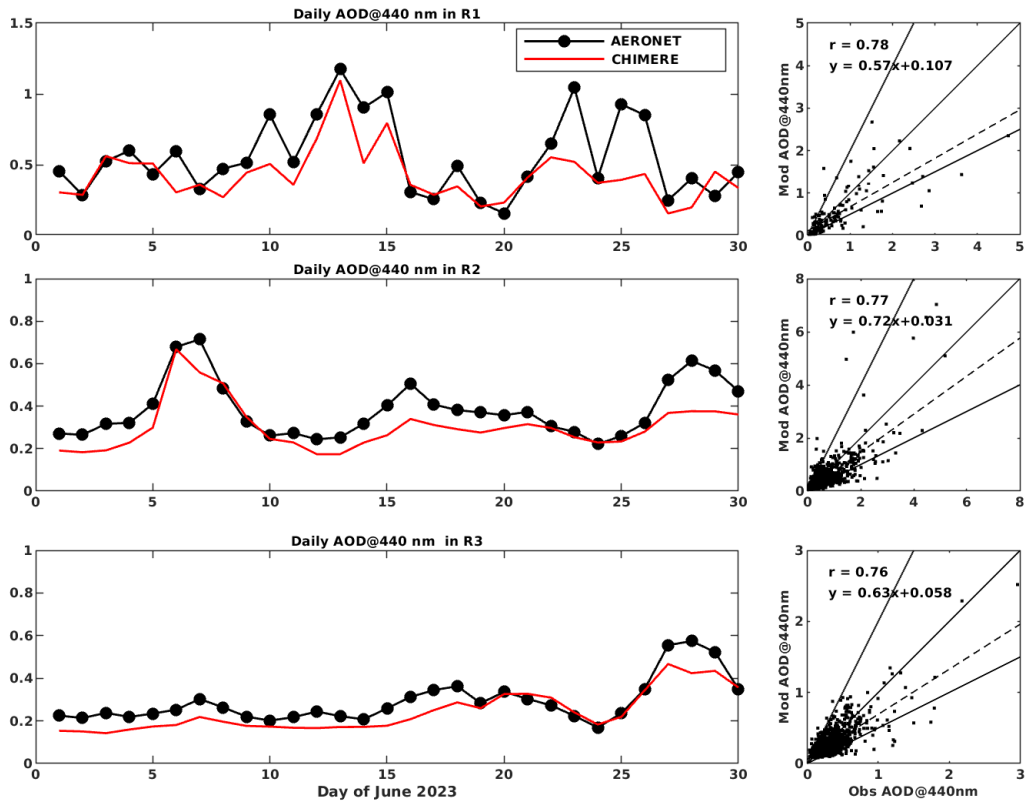 Daily AOD@440 nm in R1
AERONET
CHIMERE
1.5
1
0.5
0
0 5 10 15 20 25 30
r = 0.78
y = 0.57x+0.107
Mod AOD@440nm
5
4
3
2
1
0
0 1 2 3 4 5
Daily AOD@440 nm in R2
1
0.8
0.6
0.4
0.2
0
0 5 10 15 20 25 30
r = 0.77
y = 0.72x+0.031
Mod AOD@440nm
8
6
4
2
0
0 2 4 6 8
Daily AOD@440 nm  in R3
1
0.8
0.6
0.4
0.2
0
0 5 10 15 20 25 30
Day of June 2023
r = 0.76
y = 0.63x+0.058
Mod AOD@440nm
3
2
1
0
0 1 2 3
Obs AOD@440nm